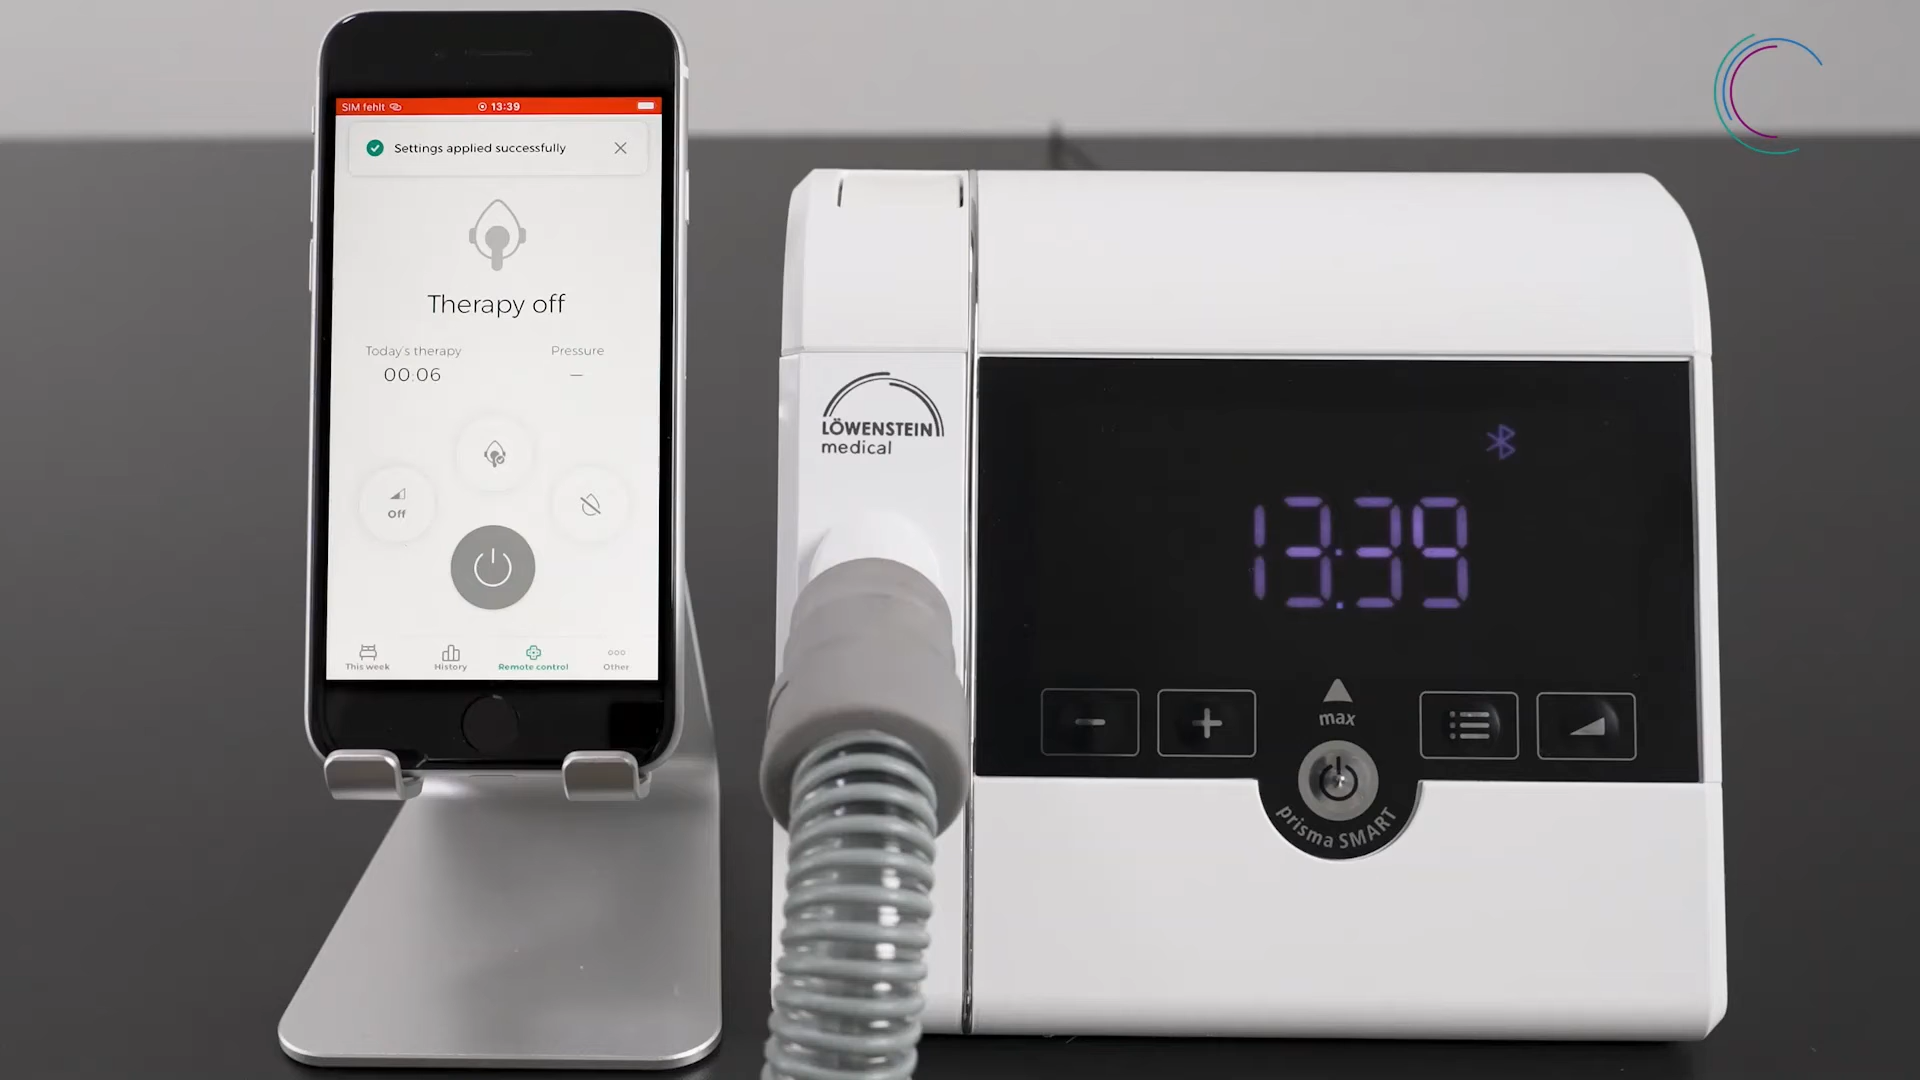 SIM fehlt
13:39
Settings applied successfully
Therapy off
Today's therapy
Pressure
00:06
—
Off
This week
History
Remote control
Other
LÖWENSTEIN
medical
13:39
max
prisma SMART